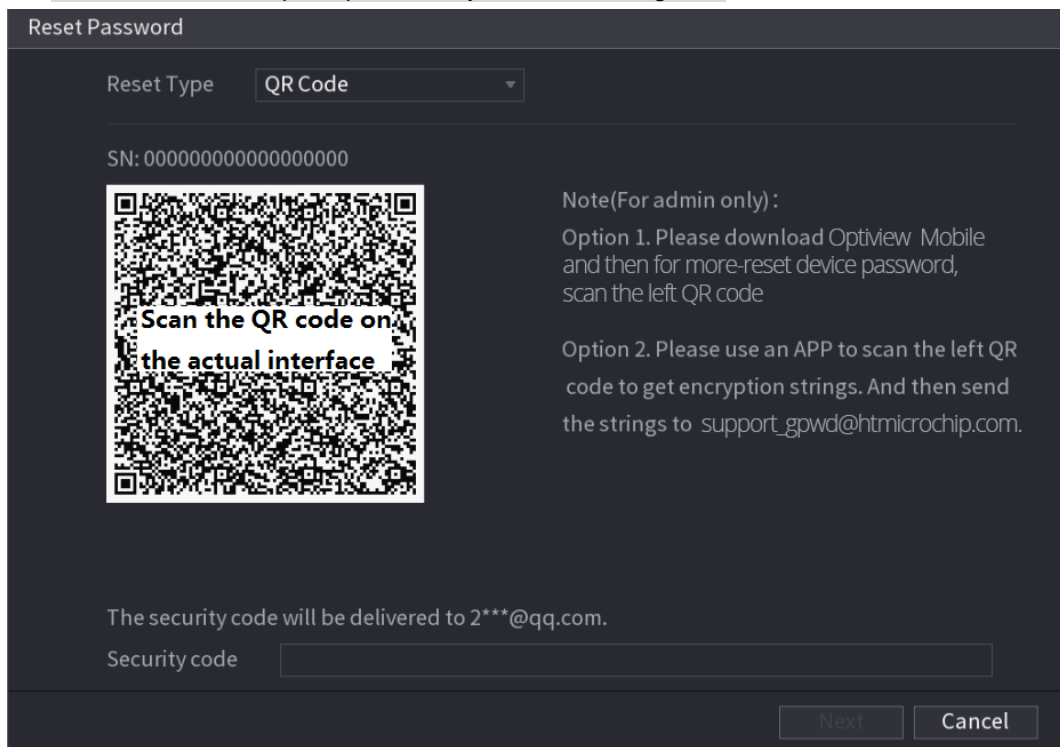 Reset Password
Reset Type QR Code
SN: 000000000000000000
Scan the QR code on
the actual interface
Note(For admin only):
Option 1. Please download Optiview Mobile
and then for more-reset device password,
scan the left QR code
Option 2. Please use an APP to scan the left QR
code to get encryption strings. And then send
the strings to support_gpwd@htmicrochip.com.
The security code will be delivered to 2***@qq.com.
Security code
Next Cancel